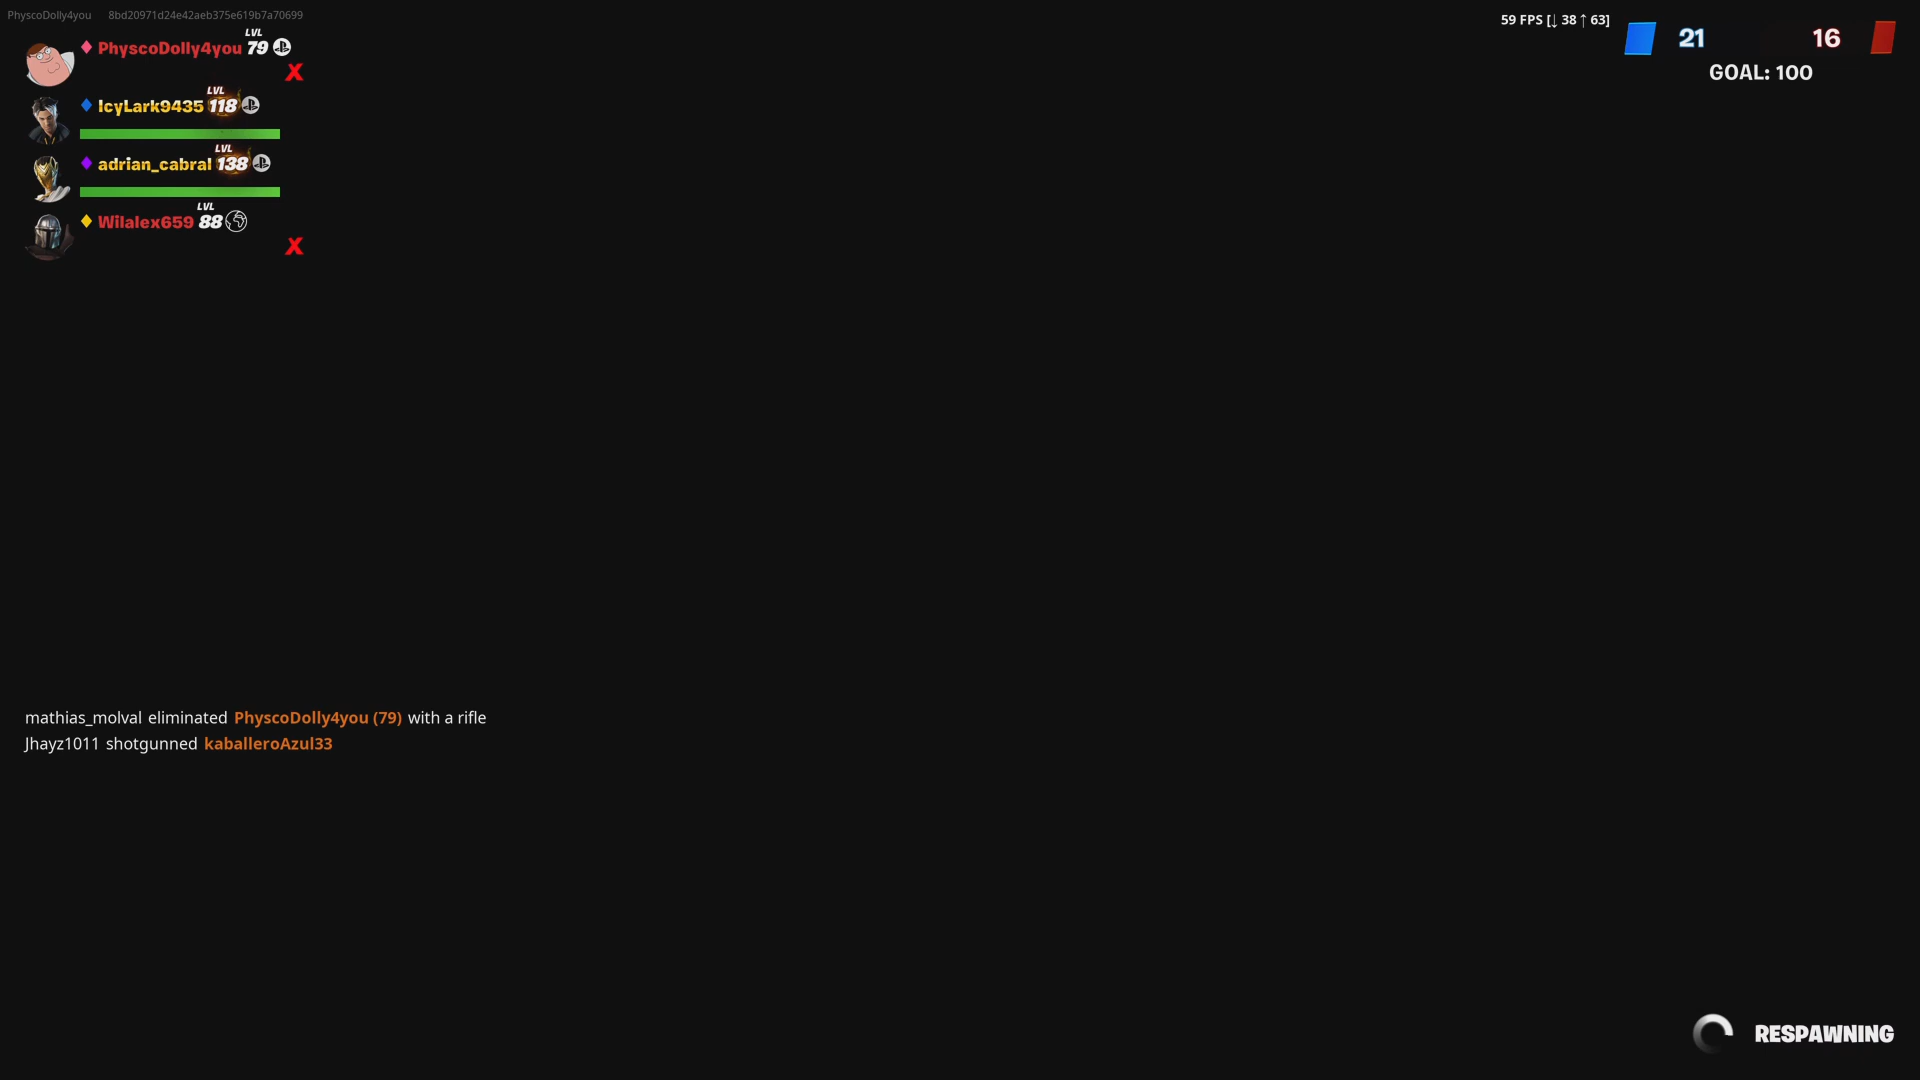 PhyscoDolly4you 8bd20971d24e42aeb375e619b7a70699
59 FPS [↓ 38 ↑ 63]
21 16
GOAL: 100
LVL
PhyscoDolly4you 79
X
LVL
IcyLark9435 118
LVL
adrian_cabral 138
LVL
Wilalex659 88
X
mathias_molval eliminated PhyscoDolly4you (79) with a rifle
Jhayz1011 shotgunned kaballeroAzul33
RESPAWNING